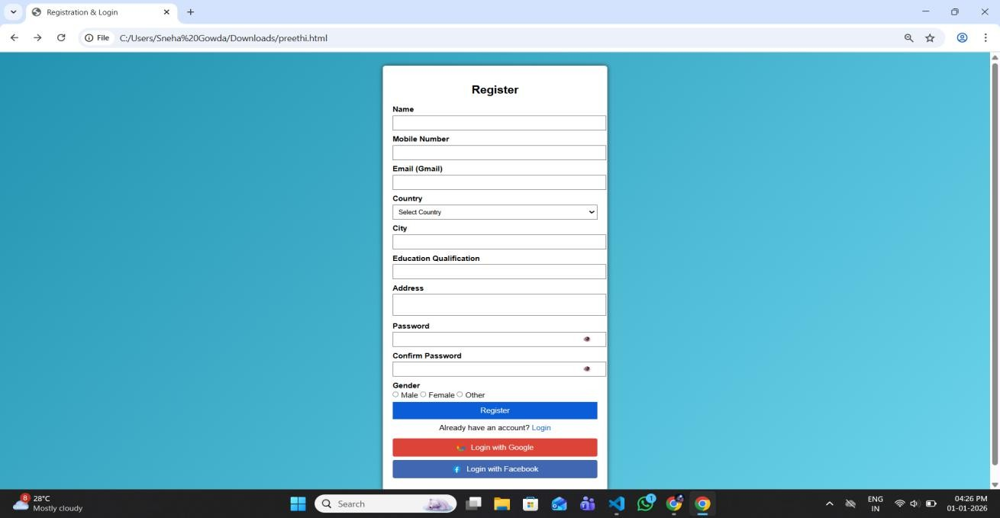 Registration & Login
File C:/Users/Sneha%20Gowda/Downloads/preethi.html
Register
Name
Mobile Number
Email (Gmail)
Country
Select Country
City
Education Qualification
Address
Password
Confirm Password
Gender
Male Female Other
Register
Already have an account? Login
Login with Google
Login with Facebook
8 28°C
Mostly cloudy
Search
1
ENG
IN
04:26 PM
01-01-2026